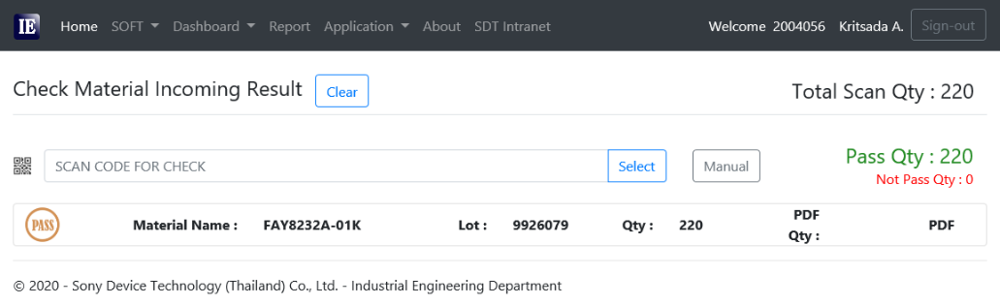 IE Home SOFT Dashboard Report Application About SDT Intranet Welcome 2004056 Kritsada A. Sign-out
Check Material Incoming Result Clear Total Scan Qty : 220
SCAN CODE FOR CHECK Select Manual Pass Qty : 220
Not Pass Qty : 0
PASS Material Name : FAY8232A-01K Lot : 9926079 Qty : 220 PDF Qty : PDF
© 2020 - Sony Device Technology (Thailand) Co., Ltd. - Industrial Engineering Department